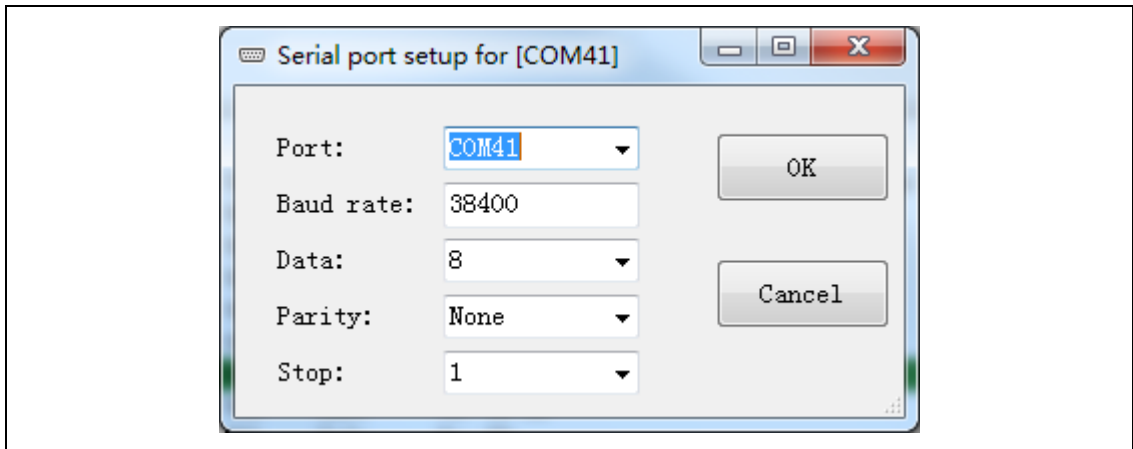 Serial port setup for [COM41]
Port: COM41
Baud rate: 38400
Data: 8
Parity: None
Stop: 1
OK
Cancel